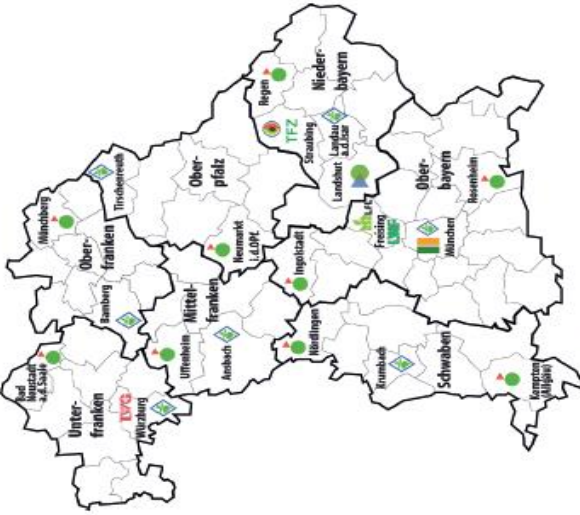 Bad
Neustadt
a.d.Saale
Unter-
franken
LVG
Würzburg
Münchberg
Ober-
franken
Bamberg
Tirschenreuth
Uffenheim
Mittel-
franken
Ansbach
Ober-
pfalz
Neumarkt
i.d.OPf.
Regen
TFZ
Straubing
Nieder-
bayern
Landau
a.d.Isar
Landshut
Ingolstadt
Nördlingen
Freising
LWF
München
Ober-
bayern
Rosenheim
Krumbach
Schwaben
Kempten
(Allgäu)